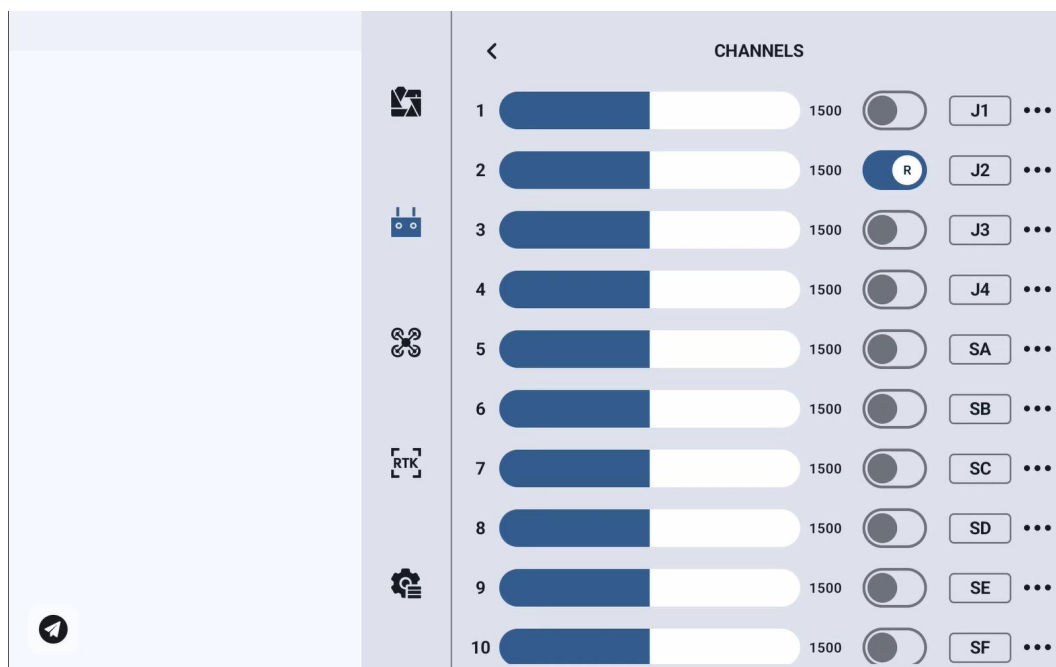 CHANNELS
1 1500 J1
2 1500 R J2
3 1500 J3
4 1500 J4
5 1500 SA
6 1500 SB
RTK
7 1500 SC
8 1500 SD
9 1500 SE
10 1500 SF